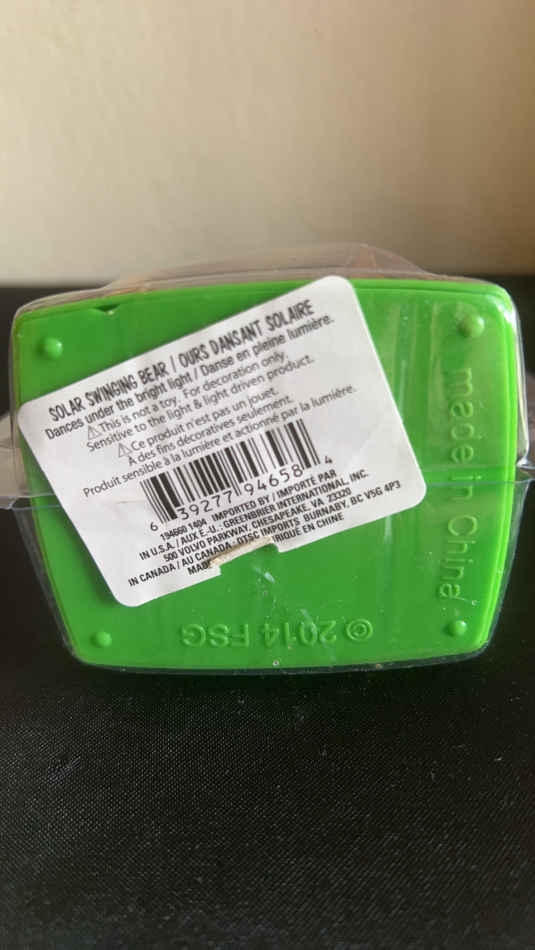 SOLAR SWINGING BEAR / OURS DANSANT SOLAIRE
Dances under the bright light / Danse en pleine lumière.
⚠This is not a toy. For decoration only.
Sensitive to the light & light driven product.
⚠Ce produit n'est pas un jouet.
À des fins décoratives seulement.
Produit sensible à la lumière et actionné par la lumière.
6 39277 94658 4
194660 1404 IMPORTED BY / IMPORTÉ PAR
IN U.S.A. / AUX E.-U.: GREENBRIER INTERNATIONAL, INC.
500 VOLVO PARKWAY, CHESAPEAKE, VA 23320
IN CANADA / AU CANADA: DTSC IMPORTS BURNABY, BC V5G 4P3
MADE RIQUÉ EN CHINE
made in China
© 2014 FSG